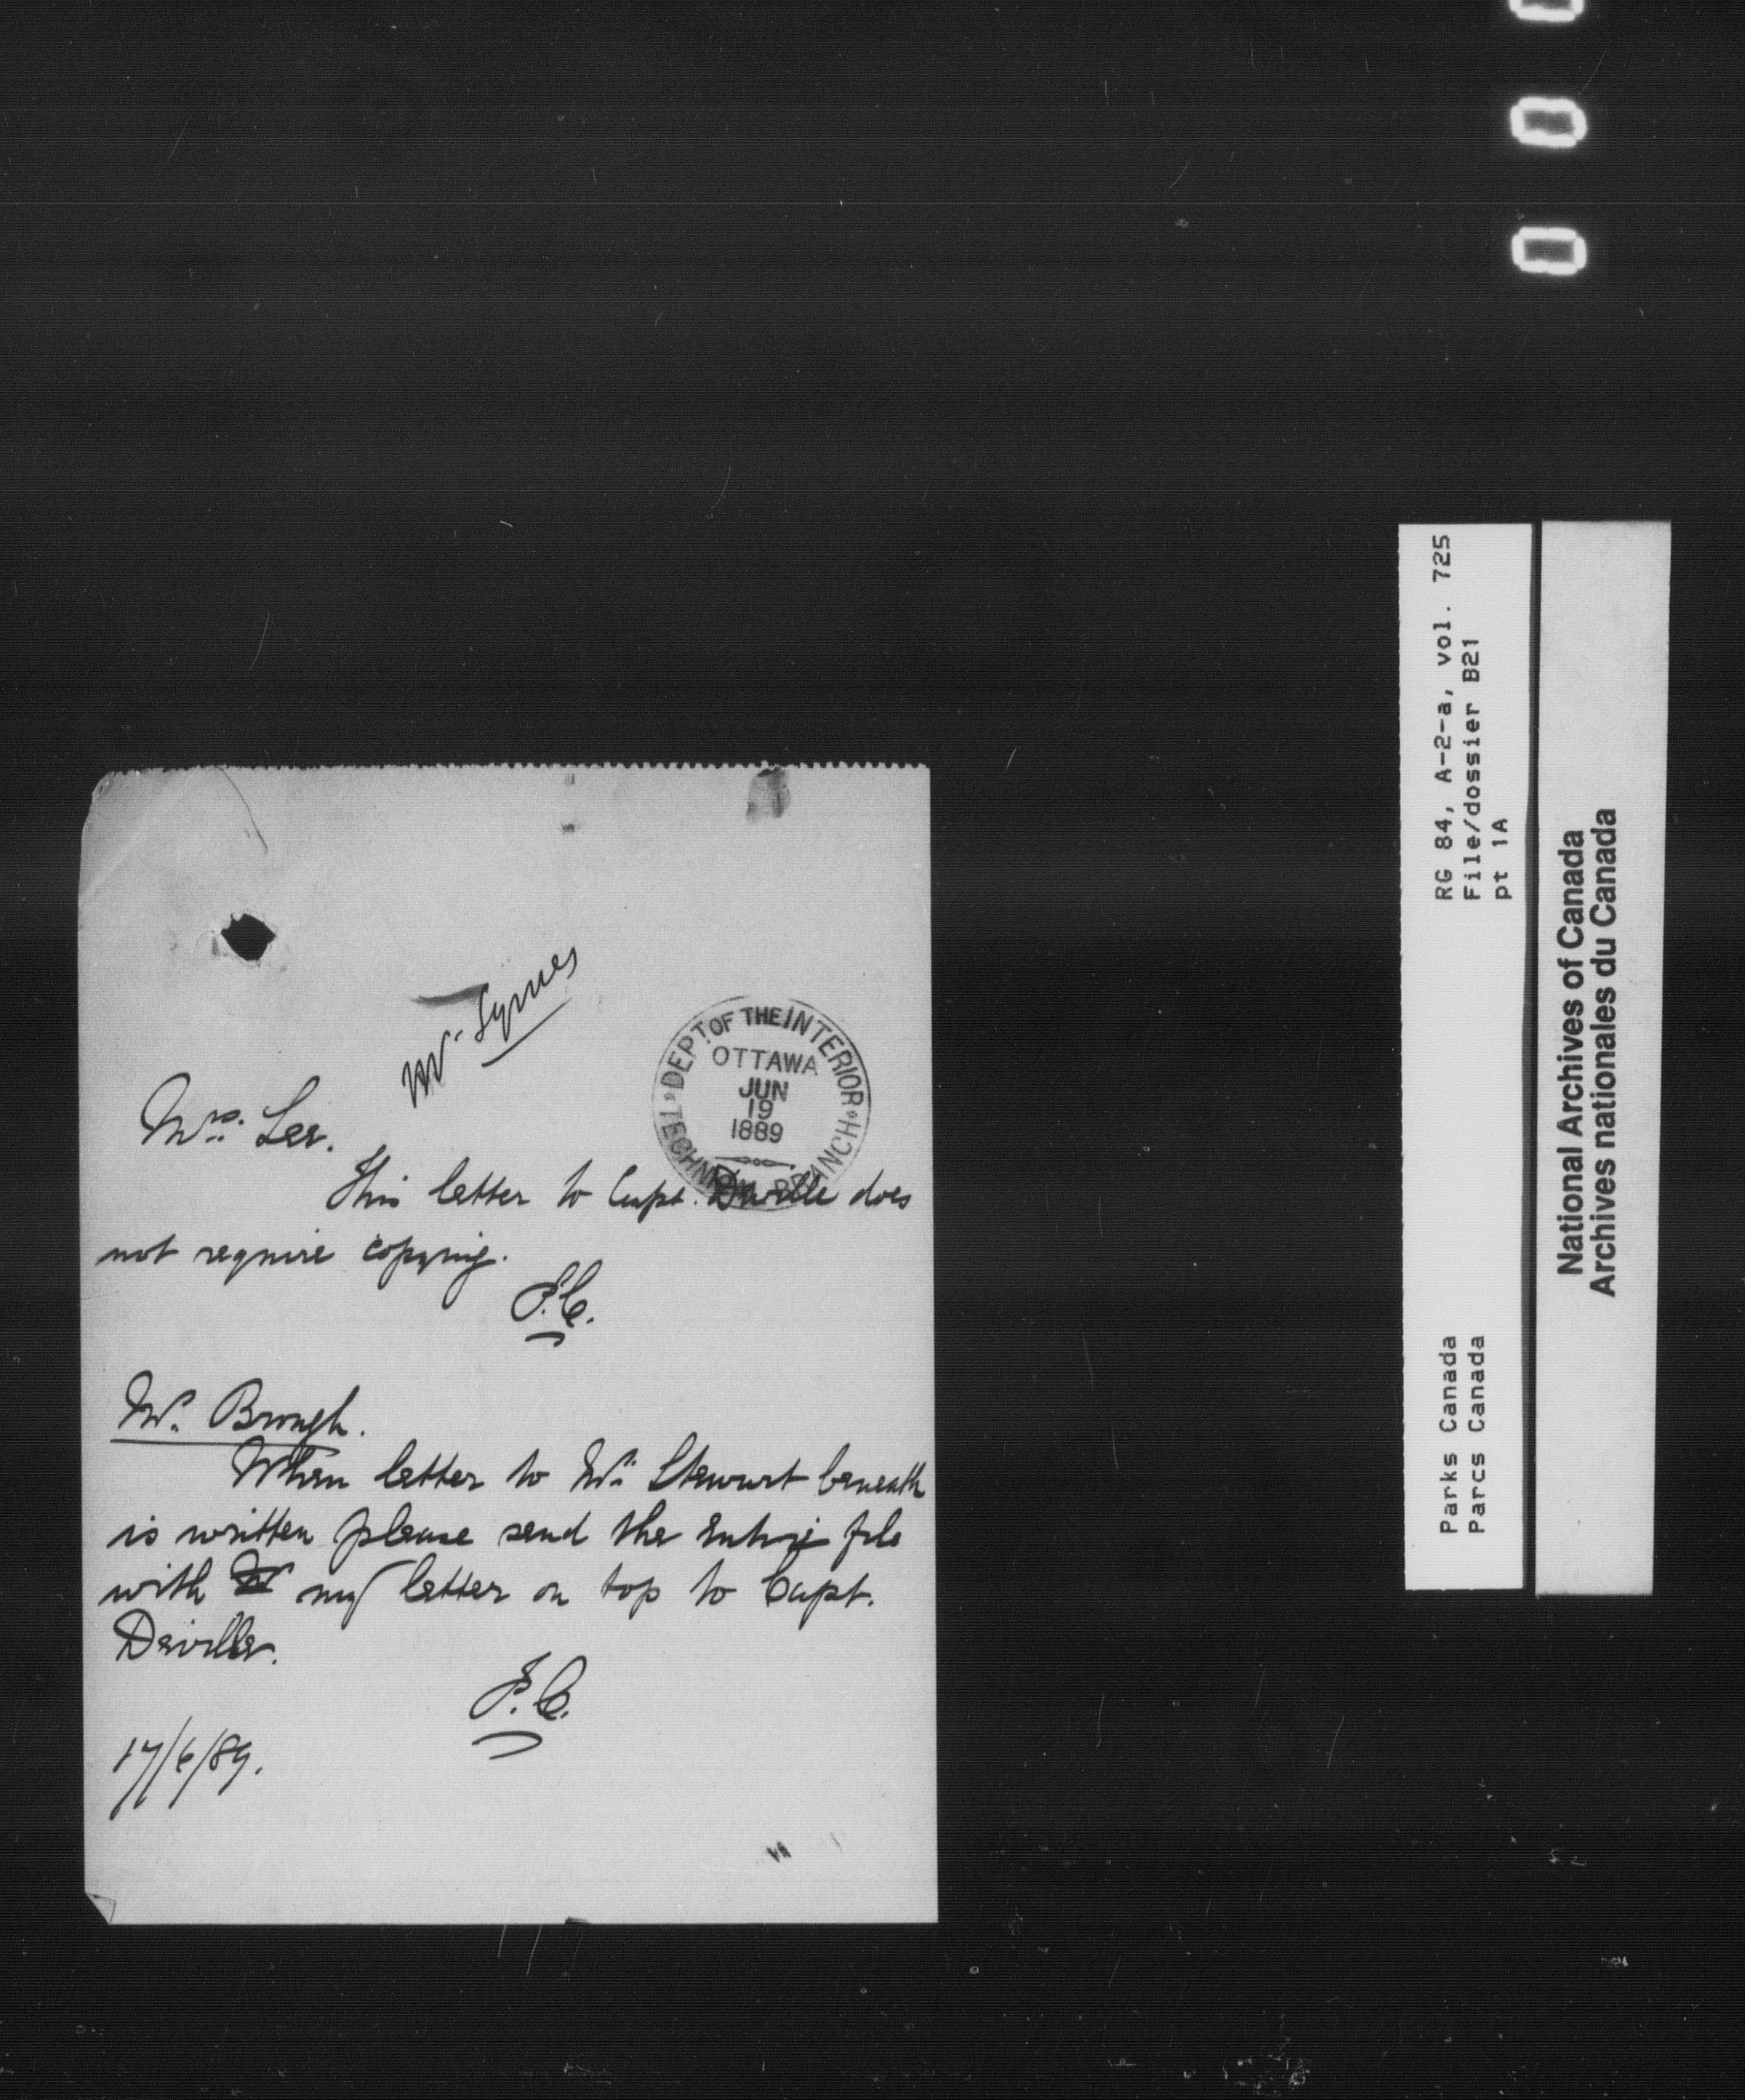 Mr. Symes
DEPT. OF THE INTERIOR
OTTAWA
JUN
19
1889
TECHNICAL BRANCH
Mrs. Lee.
This letter to Capt. Deville does
not require copying.
P.C.
Mr. Brough.
When letter to Mr. Stewart beneath
is written please send the entire file
with my letter on top to Capt.
Deville.
P.C.
17/6/89.
RG 84, A-2-a, vol. 725
File/dossier B21
pt 1A
Parks Canada
Parcs Canada
National Archives of Canada
Archives nationales du Canada